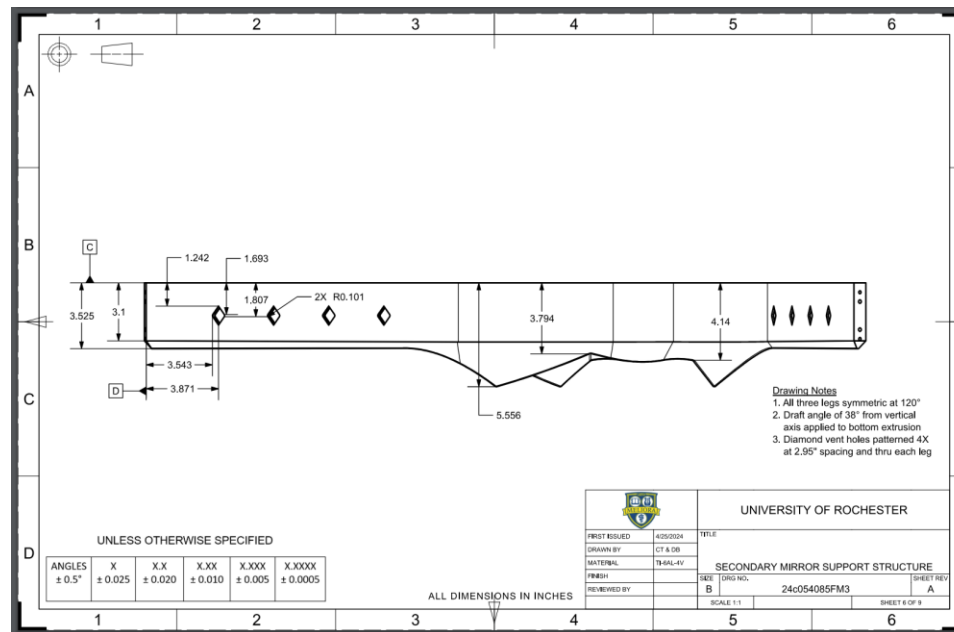 1 2 3 4 5 6
A
B
C
1.242
1.693
3.525
3.1
1.807
2X R0.101
3.794
4.14
3.543
D
3.871
5.556
C
Drawing Notes
1. All three legs symmetric at 120°
2. Draft angle of 38° from vertical
axis applied to bottom extrusion
3. Diamond vent holes patterned 4X
at 2.95" spacing and thru each leg
D
UNLESS OTHERWISE SPECIFIED
ANGLES X X.X X.XX X.XXX X.XXXX
± 0.5° ± 0.025 ± 0.020 ± 0.010 ± 0.005 ± 0.0005
ALL DIMENSIONS IN INCHES
MELIORA
UNIVERSITY OF ROCHESTER
FIRST ISSUED 4/25/2024
TITLE
DRAWN BY CT & DB
MATERIAL TI-6AL-4V
SECONDARY MIRROR SUPPORT STRUCTURE
FINISH
SIZE DRG NO. SHEET REV
REVIEWED BY
B 24c054085FM3 A
SCALE 1:1 SHEET 6 OF 9
1 2 3 4 5 6
A
B
C
D